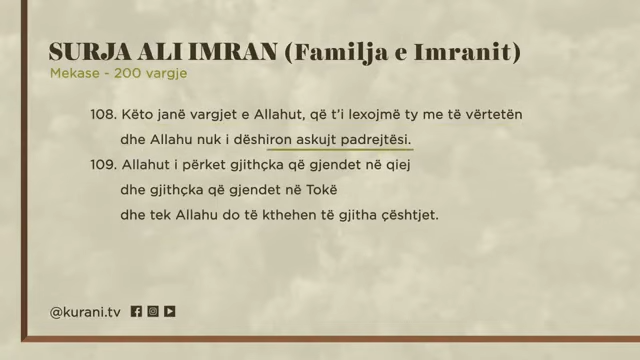 SURJA ALI IMRAN (Familja e Imranit)
Mekase - 200 vargje
108. Këto janë vargjet e Allahut, që t'i lexojmë ty me të vërtetën
dhe Allahu nuk i dëshiron askujt padrejtësi.
109. Allahut i përket gjithçka që gjendet në qiej
dhe gjithçka që gjendet në Tokë
dhe tek Allahu do të kthehen të gjitha çështjet.
@kurani.tv